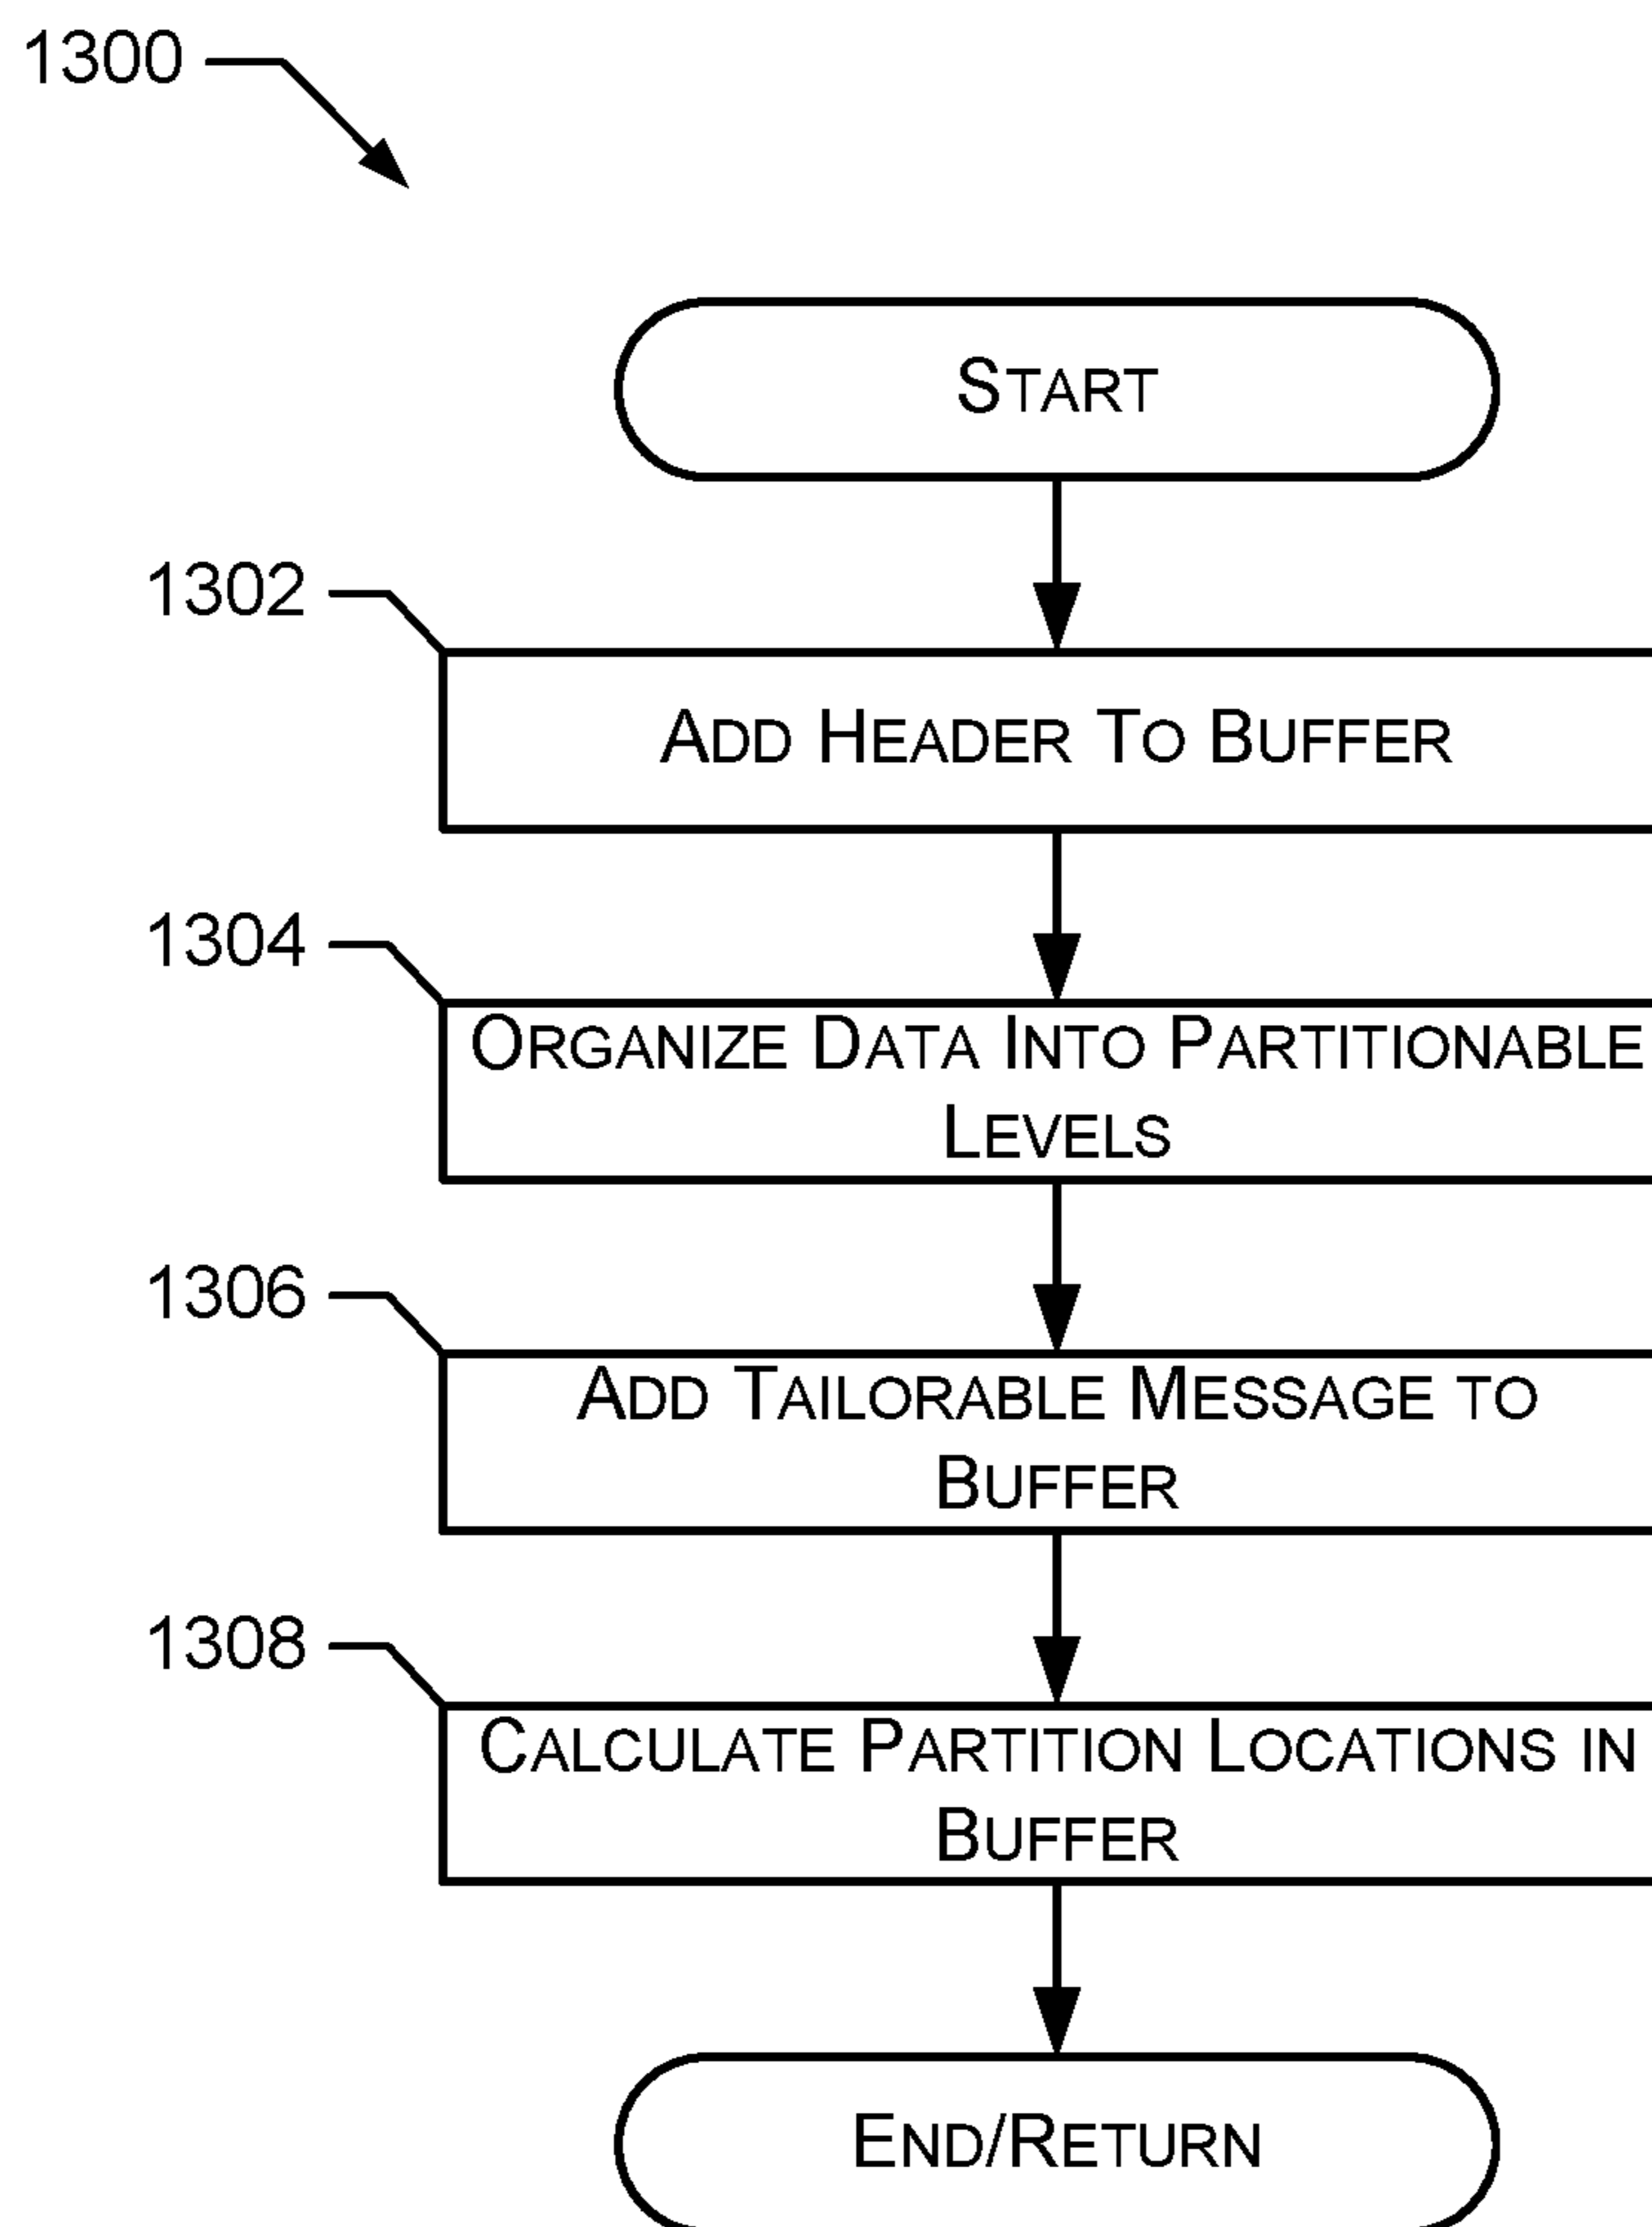 1300
START
1302
ADD HEADER TO BUFFER
1304
ORGANIZE DATA INTO PARTITIONABLE
LEVELS
1306
ADD TAILORABLE MESSAGE TO
BUFFER
1308
CALCULATE PARTITION LOCATIONS IN
BUFFER
END/RETURN